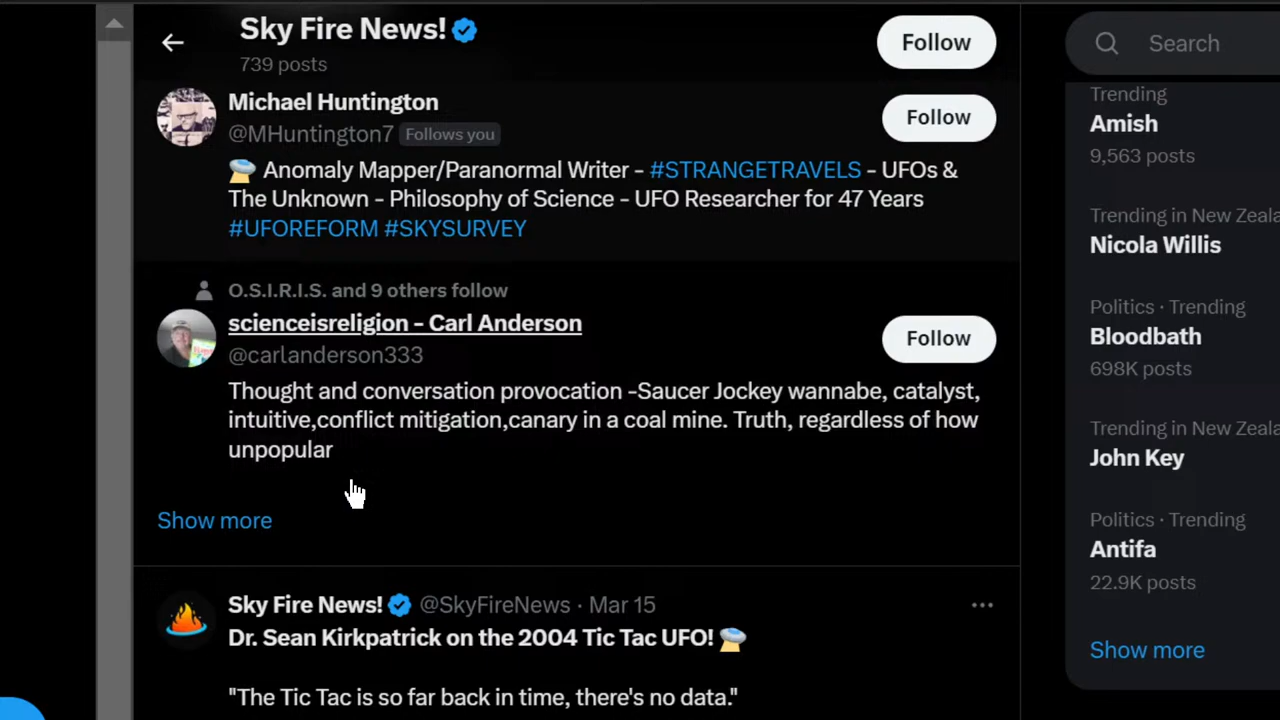 Sky Fire News!
739 posts
Follow
Search
Michael Huntington
@MHuntington7 Follows you
Follow
Anomaly Mapper/Paranormal Writer - #STRANGETRAVELS - UFOs &
The Unknown - Philosophy of Science - UFO Researcher for 47 Years
#UFOREFORM #SKYSURVEY
O.S.I.R.I.S. and 9 others follow
scienceisreligion - Carl Anderson
@carlanderson333
Follow
Thought and conversation provocation -Saucer Jockey wannabe, catalyst,
intuitive,conflict mitigation,canary in a coal mine. Truth, regardless of how
unpopular
Show more
Sky Fire News! @SkyFireNews · Mar 15
Dr. Sean Kirkpatrick on the 2004 Tic Tac UFO!
"The Tic Tac is so far back in time, there's no data."
Trending
Amish
9,563 posts
Trending in New Zeala
Nicola Willis
Politics · Trending
Bloodbath
698K posts
Trending in New Zeala
John Key
Politics · Trending
Antifa
22.9K posts
Show more